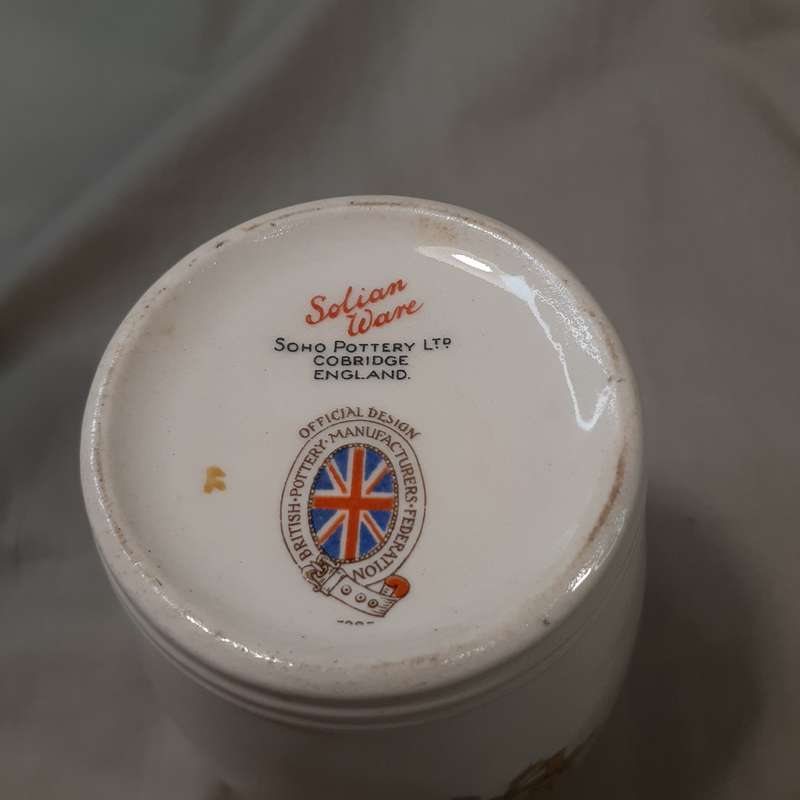 Solian
Ware
SOHO POTTERY LTD
COBRIDGE
ENGLAND.
OFFICIAL DESIGN
BRITISH·POTTERY·MANUFACTURERS·FEDERATION